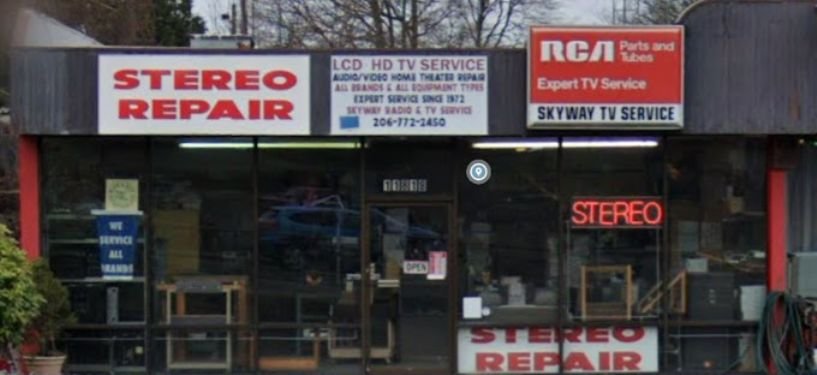 STEREO
REPAIR
LCD HD TV SERVICE
AUDIO/VIDEO HOME THEATER REPAIR
ALL BRANDS & ALL EQUIPMENT TYPES
EXPERT SERVICE SINCE 1972
SKYWAY RADIO & TV SERVICE
206-772-2450
RCA Parts and
Tubes
Expert TV Service
SKYWAY TV SERVICE
11818
STEREO
WE
SERVICE
ALL
BRANDS
OPEN
STEREO
REPAIR